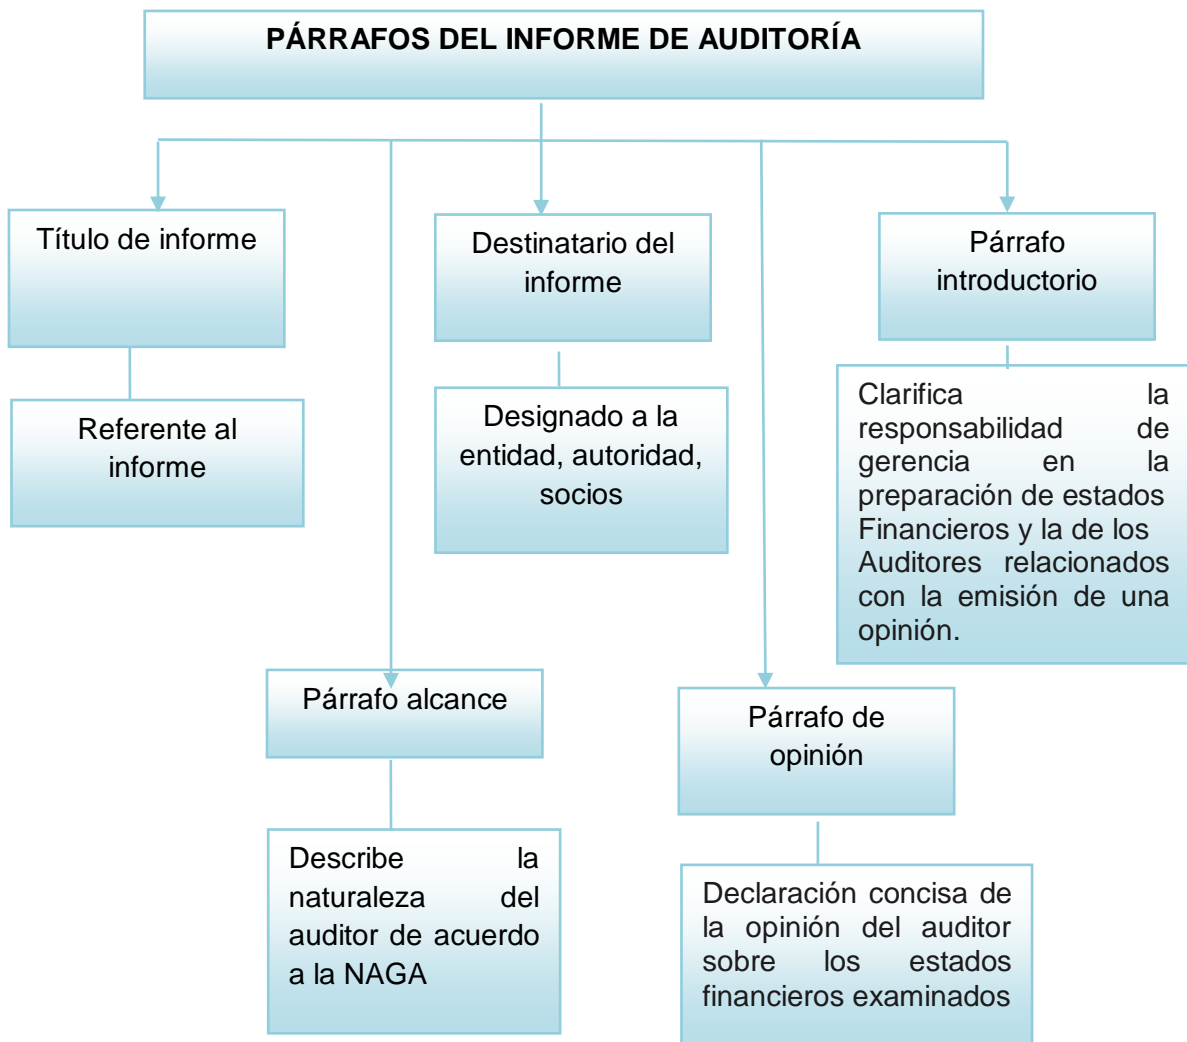 PÁRRAFOS DEL INFORME DE AUDITORÍA
Título de informe
Referente al
informe
Destinatario del
informe
Designado a la
entidad, autoridad,
socios
Párrafo
introductorio
Clarifica la
responsabilidad de
gerencia en la
preparación de estados
Financieros y la de los
Auditores relacionados
con la emisión de una
opinión.
Párrafo alcance
Describe la
naturaleza del
auditor de acuerdo
a la NAGA
Párrafo de
opinión
Declaración concisa de
la opinión del auditor
sobre los estados
financieros examinados